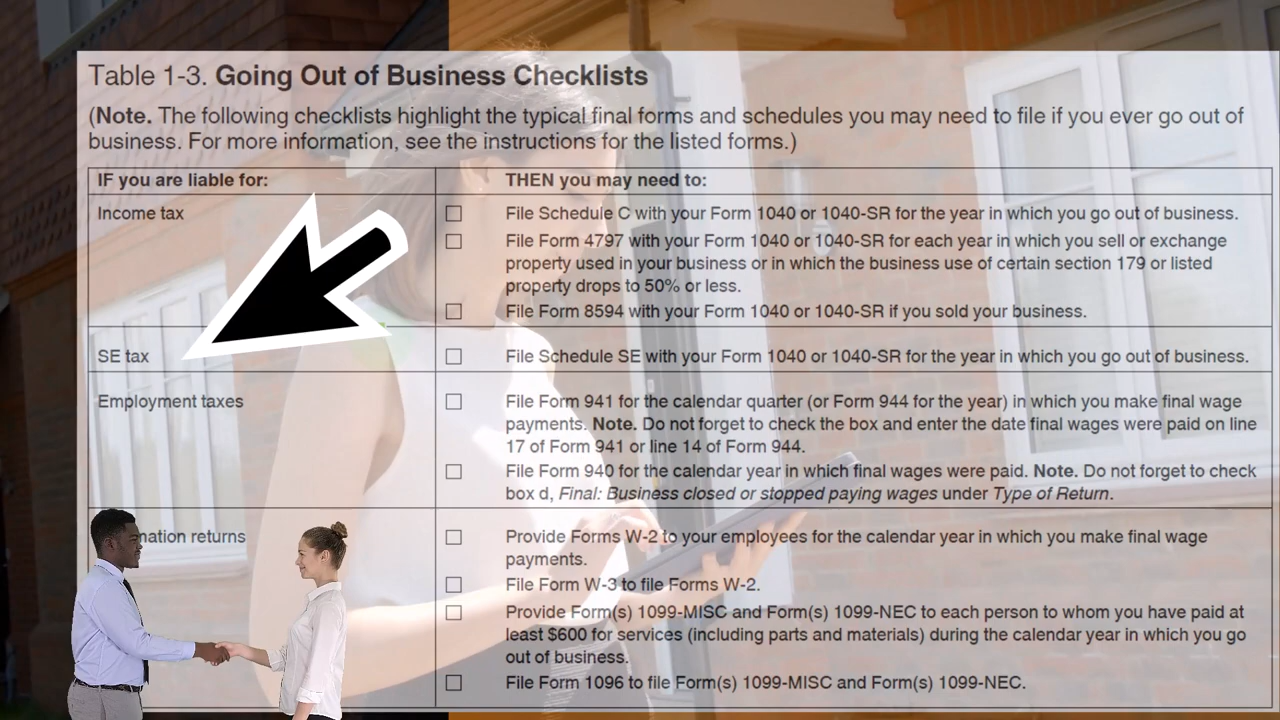 Table 1-3. Going Out of Business Checklists
(Note. The following checklists highlight the typical final forms and schedules you may need to file if you ever go out of
business. For more information, see the instructions for the listed forms.)
IF you are liable for: THEN you may need to:
Income tax
File Schedule C with your Form 1040 or 1040-SR for the year in which you go out of business.
File Form 4797 with your Form 1040 or 1040-SR for each year in which you sell or exchange
property used in your business or in which the business use of certain section 179 or listed
property drops to 50% or less.
File Form 8594 with your Form 1040 or 1040-SR if you sold your business.
SE tax
File Schedule SE with your Form 1040 or 1040-SR for the year in which you go out of business.
Employment taxes
File Form 941 for the calendar quarter (or Form 944 for the year) in which you make final wage
payments. Note. Do not forget to check the box and enter the date final wages were paid on line
17 of Form 941 or line 14 of Form 944.
File Form 940 for the calendar year in which final wages were paid. Note. Do not forget to check
box d, Final: Business closed or stopped paying wages under Type of Return.
returns
Provide Forms W-2 to your employees for the calendar year in which you make final wage
payments.
File Form W-3 to file Forms W-2.
Provide Form(s) 1099-MISC and Form(s) 1099-NEC to each person to whom you have paid at
least $600 for services (including parts and materials) during the calendar year in which you go
out of business.
File Form 1096 to file Form(s) 1099-MISC and Form(s) 1099-NEC.